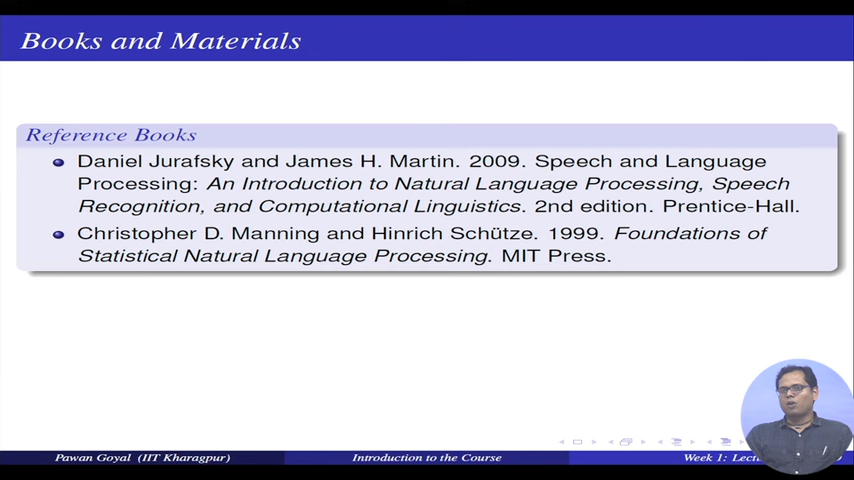 Books and Materials
Reference Books
Daniel Jurafsky and James H. Martin. 2009. Speech and Language
Processing: An Introduction to Natural Language Processing, Speech
Recognition, and Computational Linguistics. 2nd edition. Prentice-Hall.
Christopher D. Manning and Hinrich Schütze. 1999. Foundations of
Statistical Natural Language Processing. MIT Press.
Pawan Goyal (IIT Kharagpur)
Introduction to the Course
Week 1: